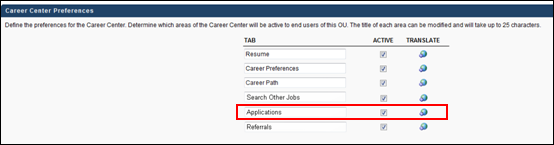 Career Center Preferences
Define the preferences for the Career Center. Determine which areas of the Career Center will be active to end users of this OU. The title of each area can be modified and will take up to 25 characters.
TAB ACTIVE TRANSLATE
Resume
Career Preferences
Career Path
Search Other Jobs
Applications
Referrals